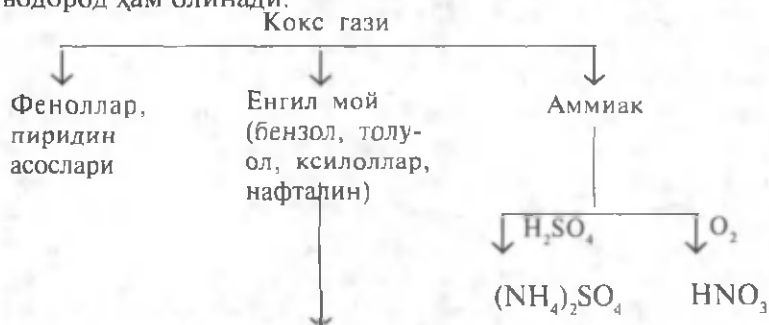 водород ҳам олинади.
Кокс гази
Феноллар,
пиридин
асослари
Енгил мой
(бензол, толу-
ол, ксилоллар,
нафталин)
Аммиак
H₂SO₄
O₂
(NH₄)₂SO₄
HNO₃